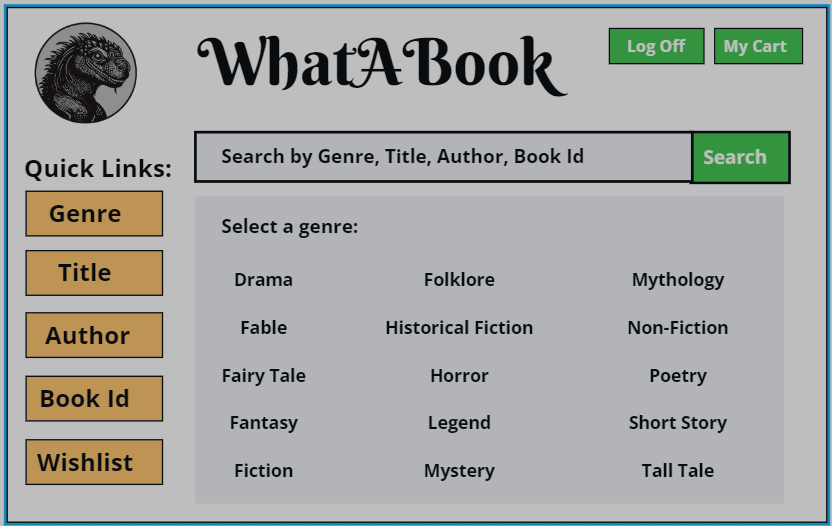 WhatABook
Log Off
My Cart
Search by Genre, Title, Author, Book Id
Search
Quick Links:
Genre
Title
Author
Book Id
Wishlist
Select a genre:
Drama Folklore Mythology
Fable Historical Fiction Non-Fiction
Fairy Tale Horror Poetry
Fantasy Legend Short Story
Fiction Mystery Tall Tale